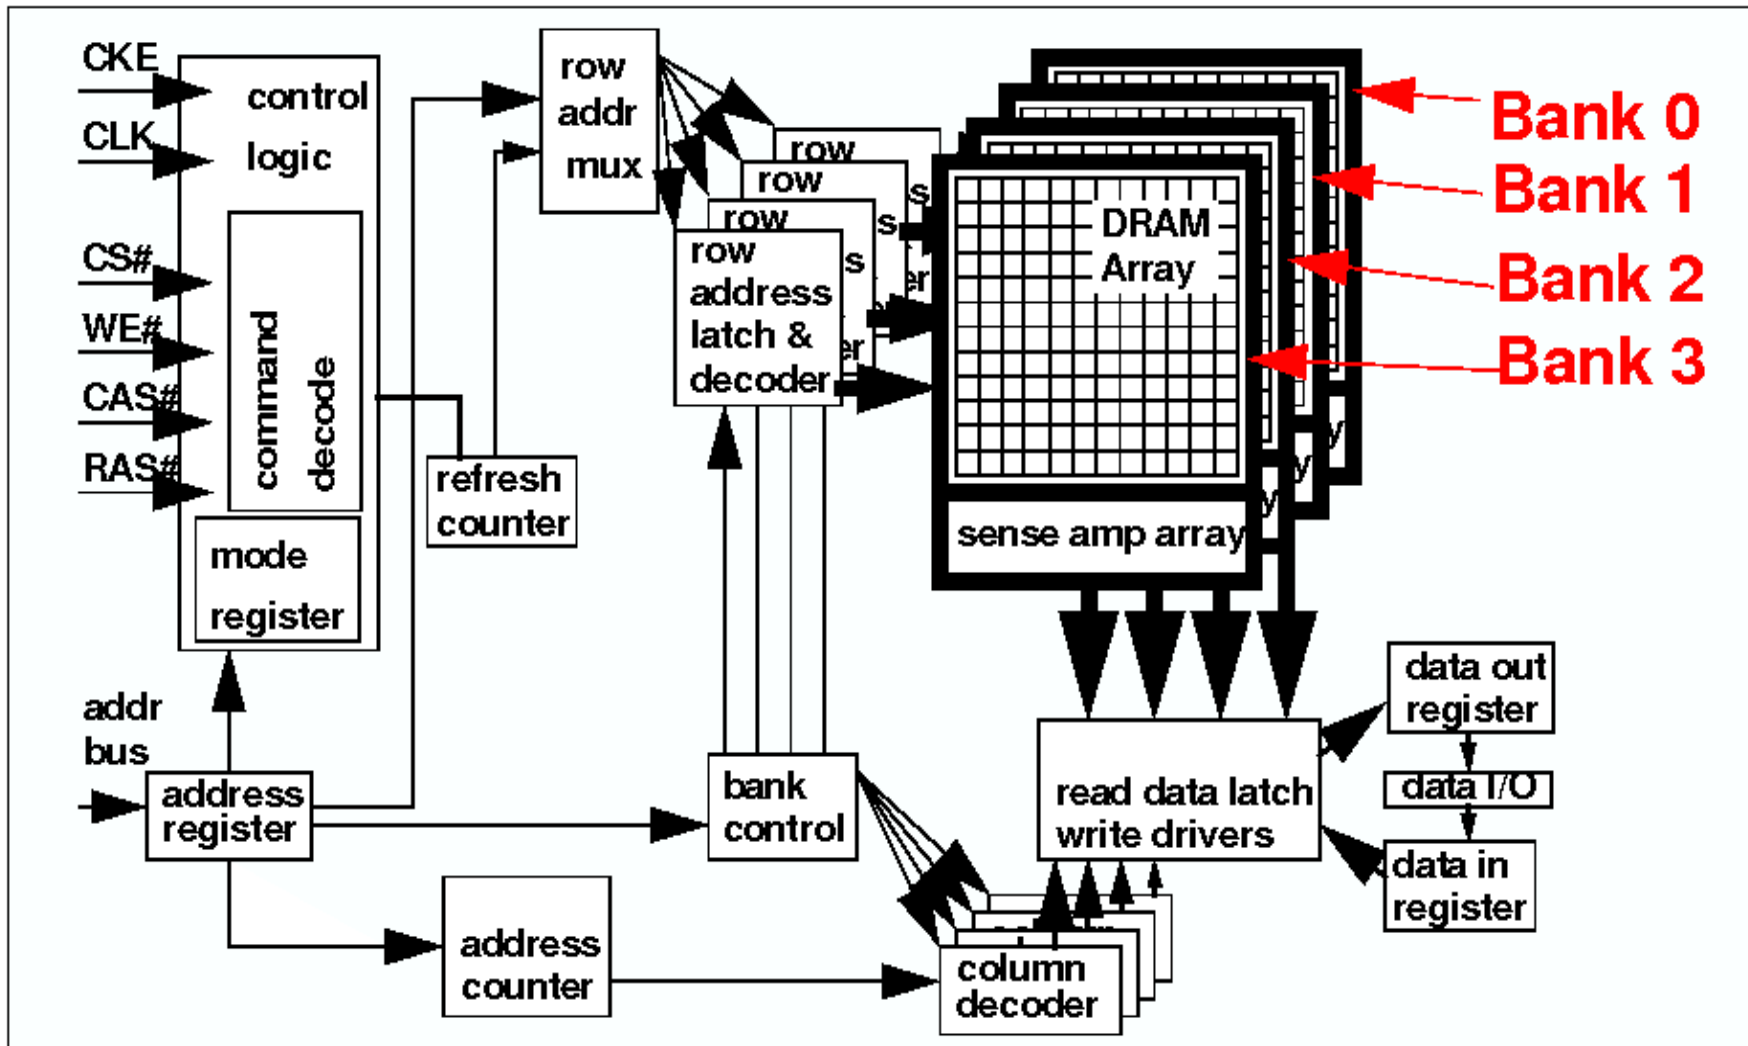 CKE
CLK
CS#
WE#
CAS#
RAS#
control
logic
command
decode
mode
register
addr
bus
address
register
refresh
counter
row
addr
mux
row
row
row
row
address
latch &
decoder
s
s
s
er
er
DRAM
Array
sense amp array
y
y
y
Bank 0
Bank 1
Bank 2
Bank 3
bank
control
address
counter
column
decoder
read data latch
write drivers
data out
register
data I/O
data in
register